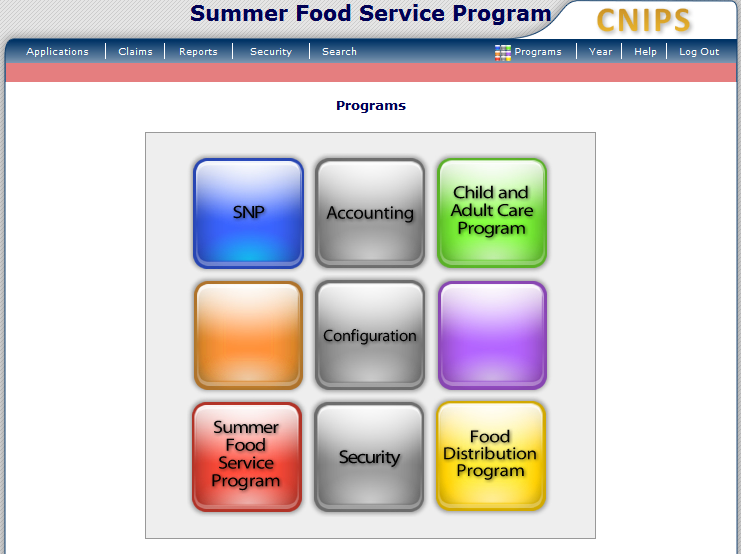 Summer Food Service Program
CNIPS
Applications Claims Reports Security Search Programs Year Help Log Out
Programs
SNP
Accounting
Child and
Adult Care
Program
Configuration
Summer
Food
Service
Program
Security
Food
Distribution
Program